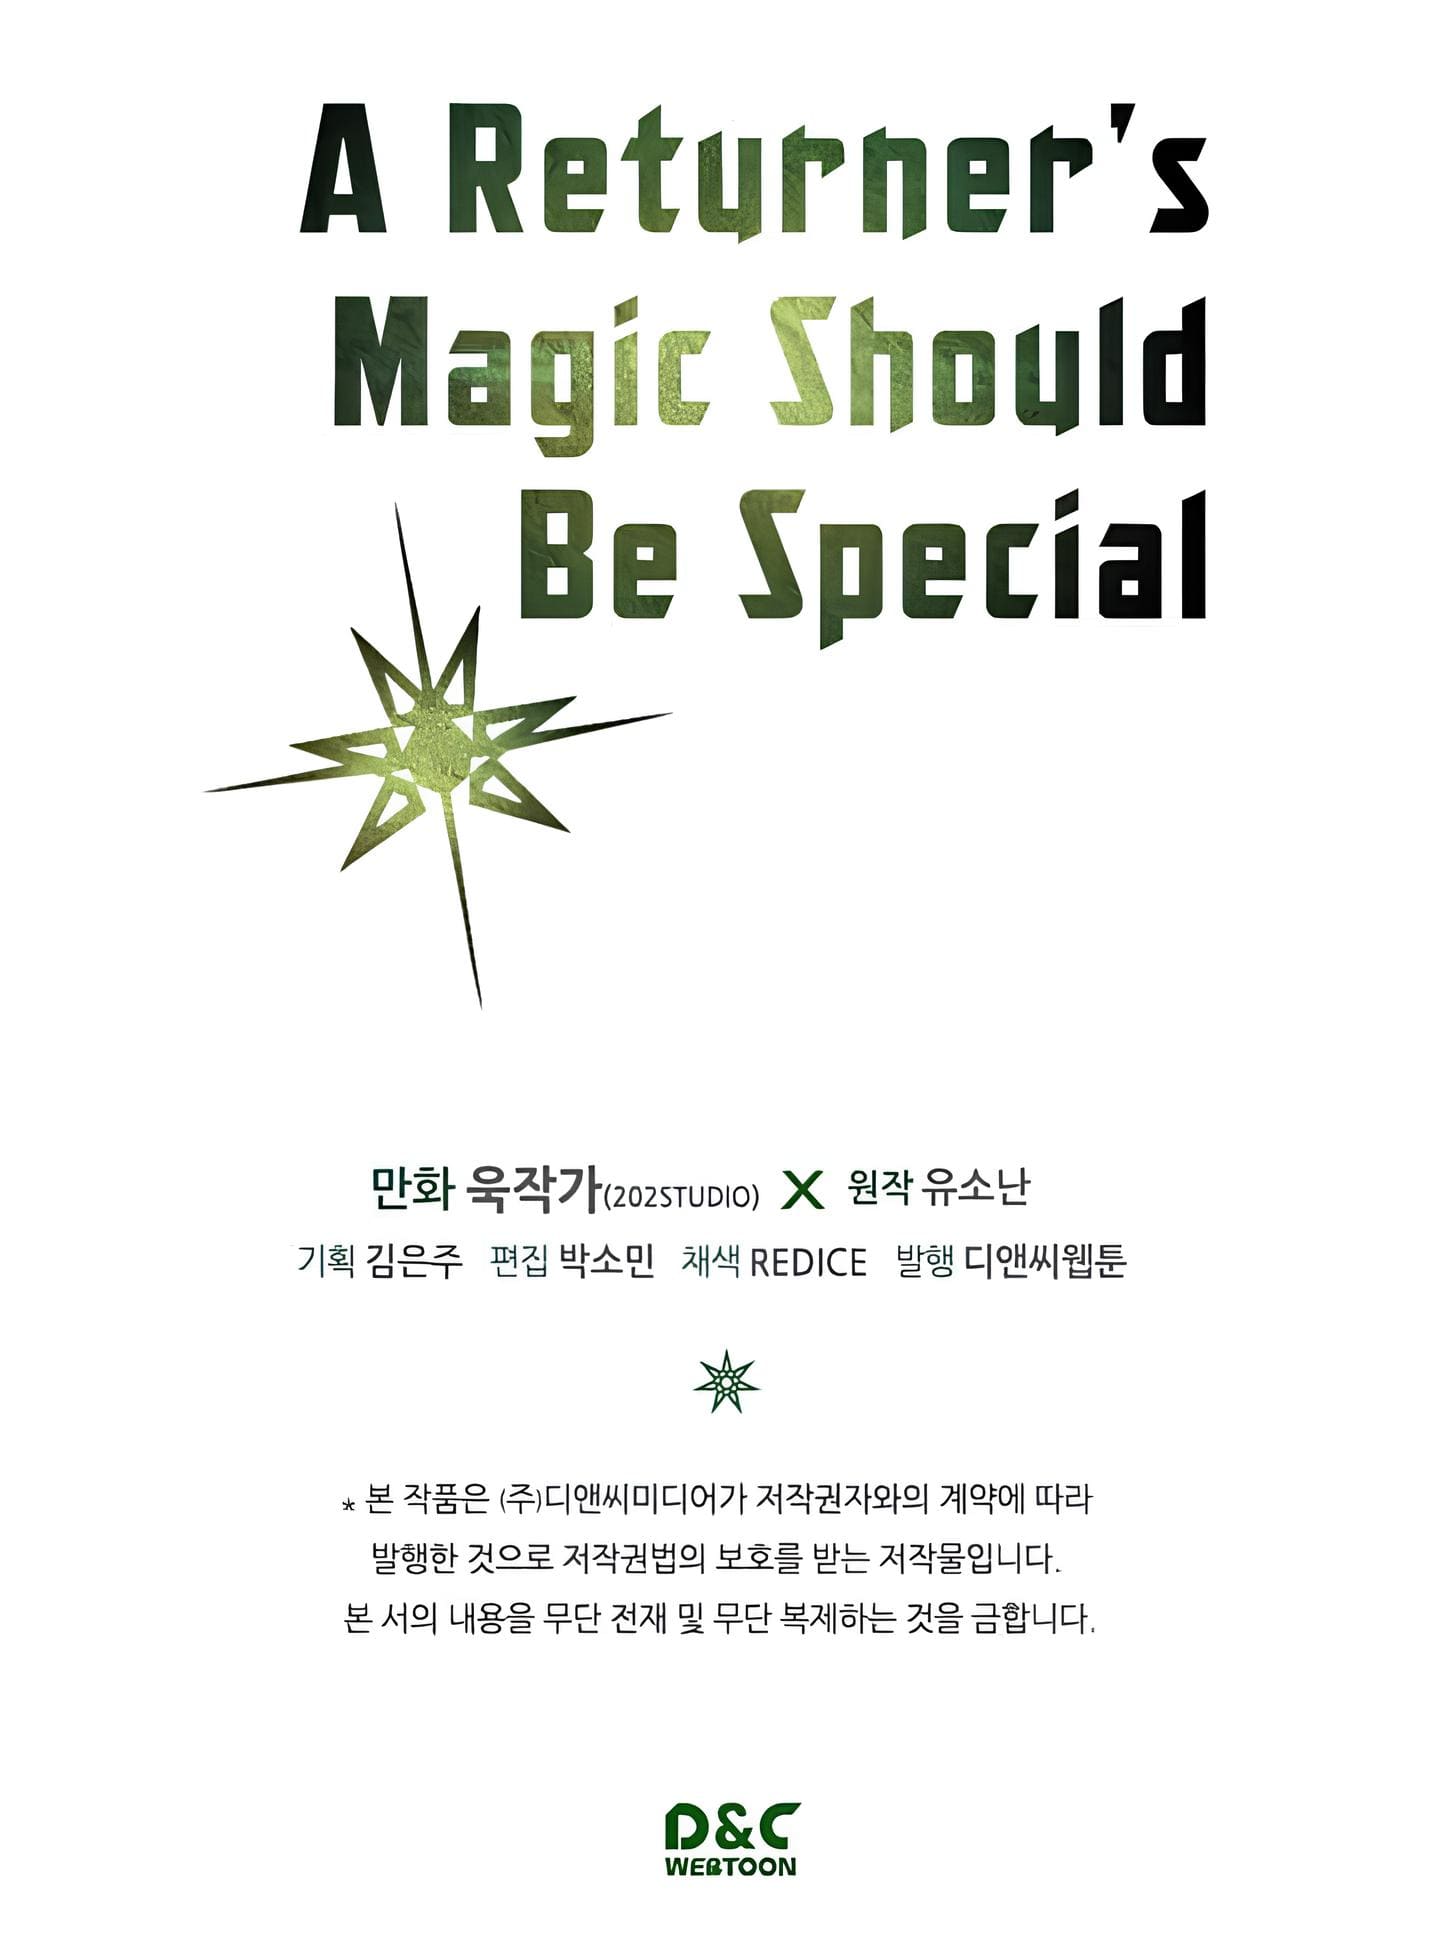 A Returner's
Magic Should
Be Special
만화 욱작가(202STUDIO) X 원작 유소난
기획 김은주 편집 박소민 채색 REDICE 발행 디앤씨웹툰
* 본 작품은 (주)디앤씨미디어가 저작권자와의 계약에 따라
발행한 것으로 저작권법의 보호를 받는 저작물입니다.
본 서의 내용을 무단 전재 및 무단 복제하는 것을 금합니다.
D&C
WEBTOON